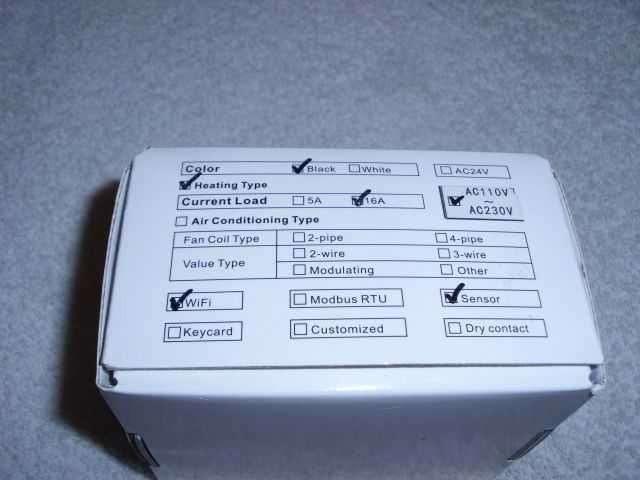 Color Black White AC24V
Heating Type
Current Load 5A 16A AC110V
~
AC230V
Air Conditioning Type
Fan Coil Type 2-pipe 4-pipe
Value Type 2-wire 3-wire
Modulating Other
WiFi Modbus RTU Sensor
Keycard Customized Dry contact